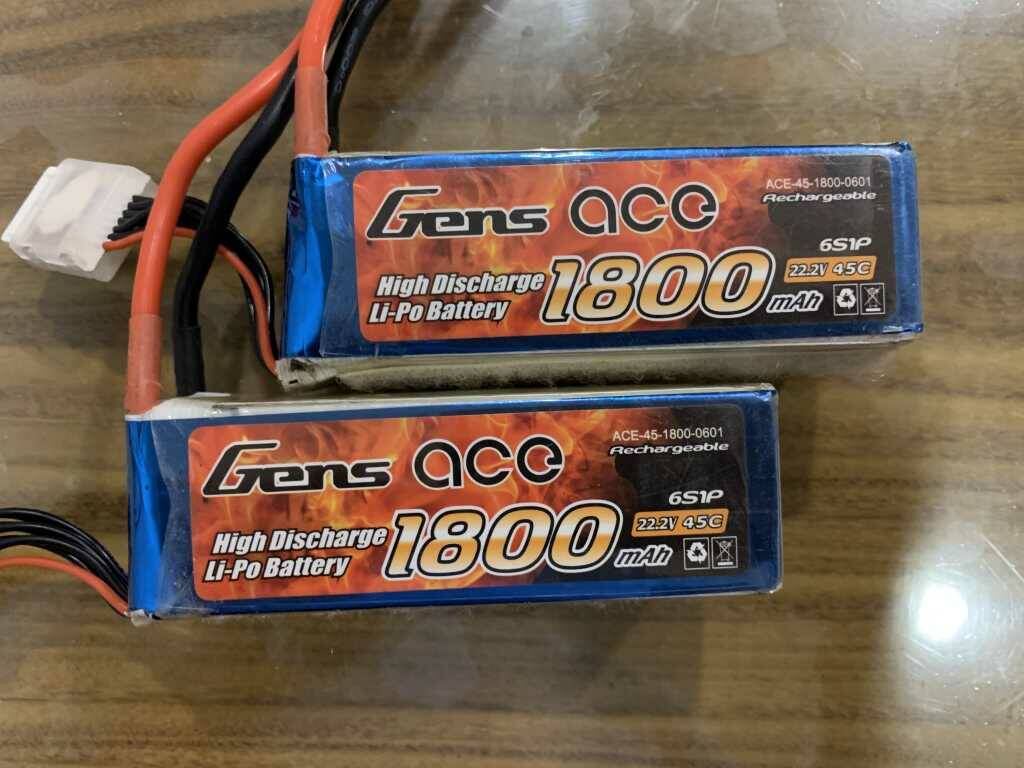 Gens ace
ACE-45-1800-0601
Rechargeable
6S1P
High Discharge
Li-Po Battery
1800 mAh
22.2V 45C
Gens ace
ACE-45-1800-0601
Rechargeable
6S1P
High Discharge
Li-Po Battery
1800 mAh
22.2V 45C